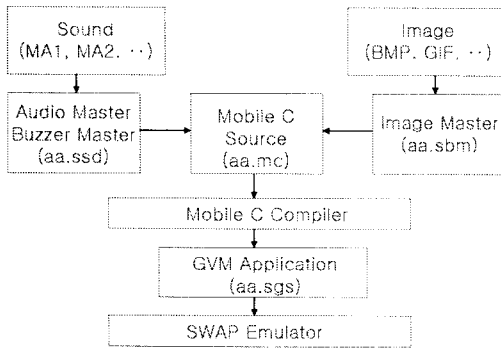 Sound
(MA1, MA2. ··)
Image
(BMP. GIF. ··)
Audio Master
Buzzer Master
(aa.ssd)
Mobile C
Source
(aa.mc)
Image Master
(aa.sbm)
Mobile C Compiler
GVM Application
(aa.sgs)
SWAP Emulator